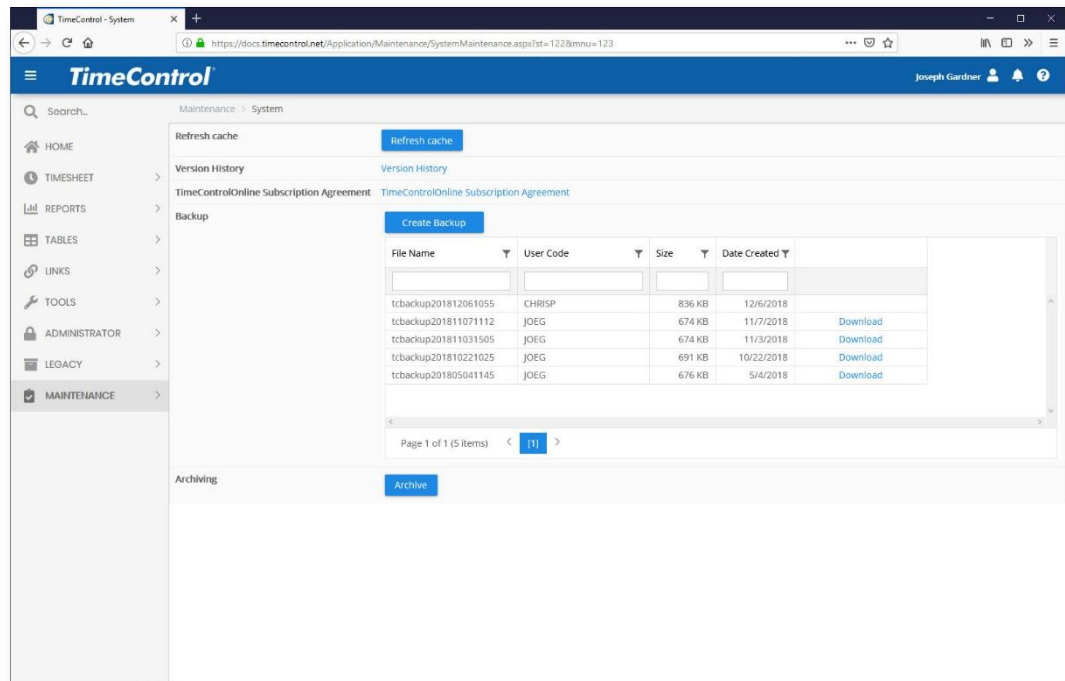 TimeControl - System
https://docs.timecontrol.net/Application/Maintenance/SystemMaintenance.aspx?st=122&mnu=123
TimeControl
Joseph Gardner
Search...
Maintenance > System
HOME
TIMESHEET
REPORTS
TABLES
LINKS
TOOLS
ADMINISTRATOR
LEGACY
MAINTENANCE
Refresh cache Refresh cache
Version History Version History
TimeControlOnline Subscription Agreement TimeControlOnline Subscription Agreement
Backup Create Backup
File Name User Code Size Date Created
tcbackup201812061055 CHRISP 836 KB 12/6/2018
tcbackup201811071112 JOEG 674 KB 11/7/2018 Download
tcbackup201811031505 JOEG 674 KB 11/3/2018 Download
tcbackup201810221025 JOEG 691 KB 10/22/2018 Download
tcbackup201805041145 JOEG 676 KB 5/4/2018 Download
Page 1 of 1 (5 items) < [1] >
Archiving Archive